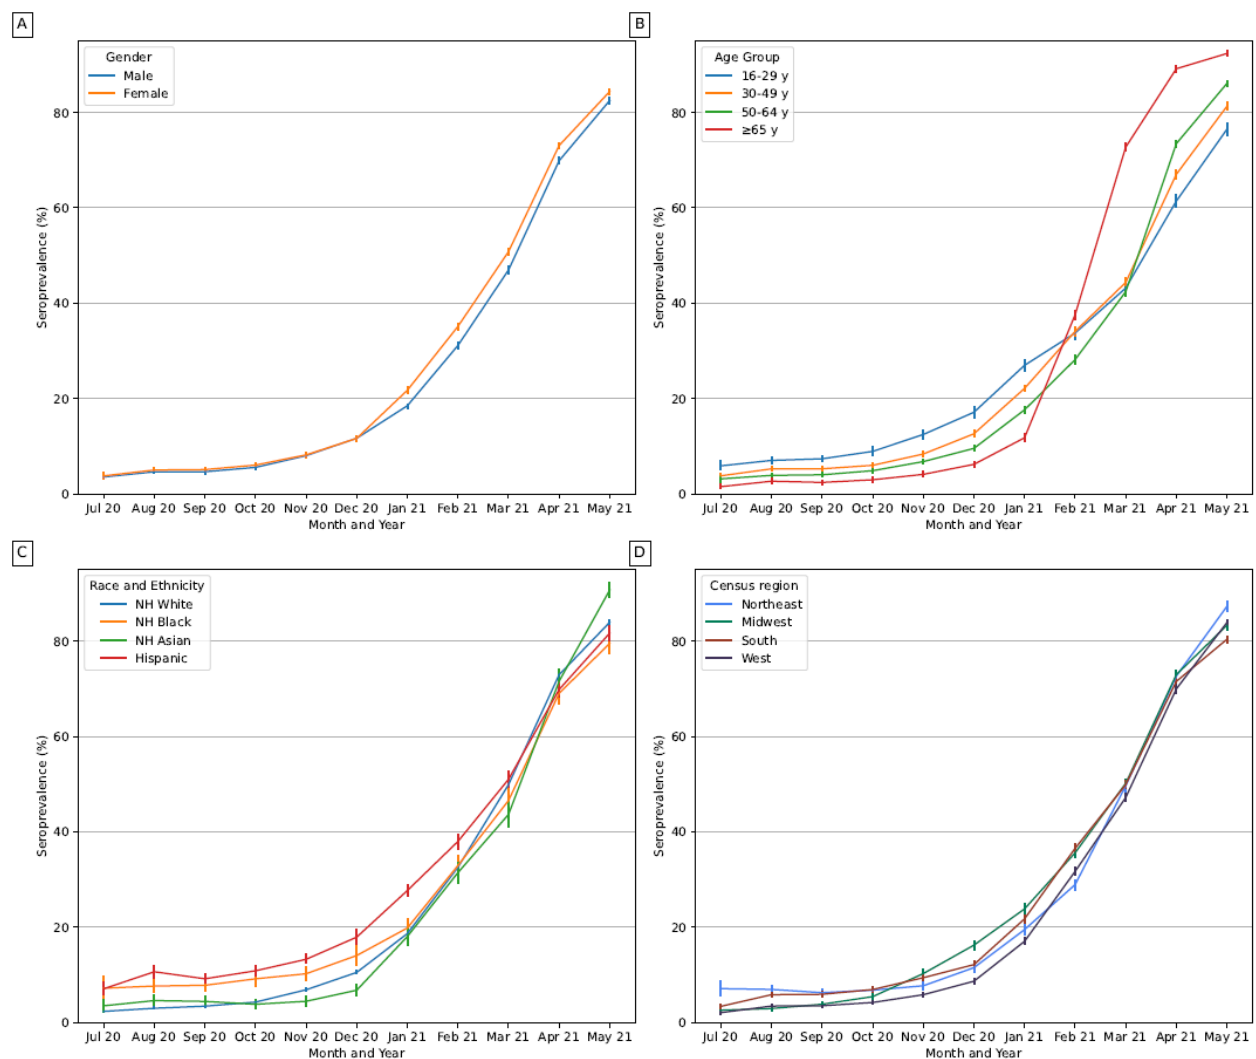 A
Gender
Male
Female
80
60
40
20
0
Seroprevalence (%)
Jul 20 Aug 20 Sep 20 Oct 20 Nov 20 Dec 20 Jan 21 Feb 21 Mar 21 Apr 21 May 21
Month and Year
B
Age Group
16-29 y
30-49 y
50-64 y
≥65 y
80
60
40
20
0
Seroprevalence (%)
Jul 20 Aug 20 Sep 20 Oct 20 Nov 20 Dec 20 Jan 21 Feb 21 Mar 21 Apr 21 May 21
Month and Year
C
Race and Ethnicity
NH White
NH Black
NH Asian
Hispanic
80
60
40
20
0
Seroprevalence (%)
Jul 20 Aug 20 Sep 20 Oct 20 Nov 20 Dec 20 Jan 21 Feb 21 Mar 21 Apr 21 May 21
Month and Year
D
Census region
Northeast
Midwest
South
West
80
60
40
20
0
Seroprevalence (%)
Jul 20 Aug 20 Sep 20 Oct 20 Nov 20 Dec 20 Jan 21 Feb 21 Mar 21 Apr 21 May 21
Month and Year